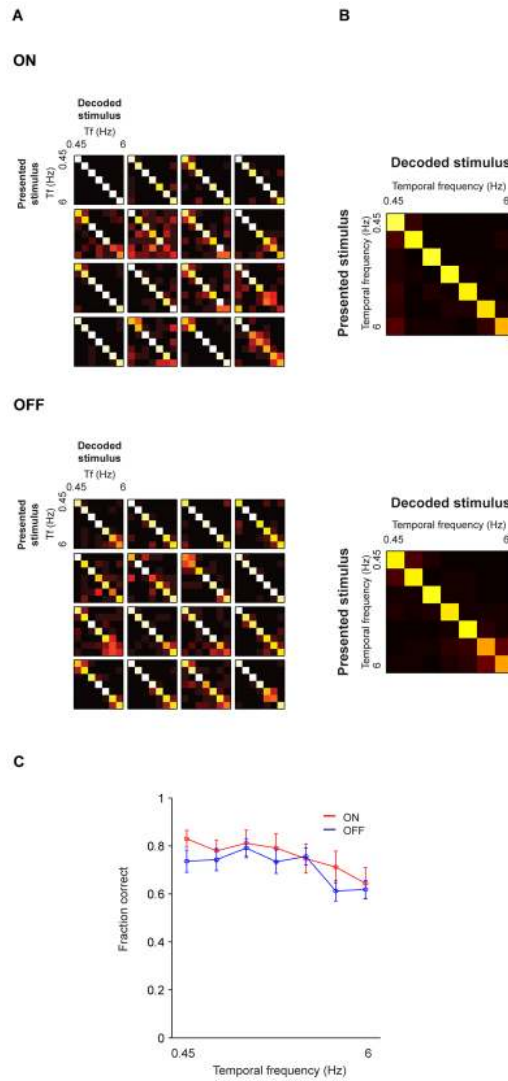 A
B
ON
Decoded
stimulus
Tf (Hz)
0.45 6
Presented
stimulus
Tf (Hz)
0.45
6
Decoded stimulus
Temporal frequency (Hz)
0.45 6
Presented stimulus
Temporal frequency (Hz)
0.45
6
OFF
Decoded
stimulus
Tf (Hz)
0.45 6
Presented
stimulus
Tf (Hz)
0.45
6
Decoded stimulus
Temporal frequency (Hz)
0.45 6
Presented stimulus
Temporal frequency (Hz)
0.45
6
C
1
ON
OFF
0.8
0.6
0.4
0.2
0
Fraction correct
0.45 6
Temporal frequency (Hz)